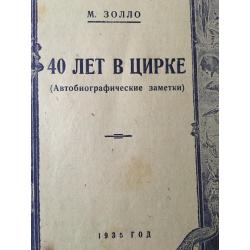 М. ЗОЛЛО
40 ЛЕТ В ЦИРКЕ
(Автобиографические заметки)
1935 ГОД